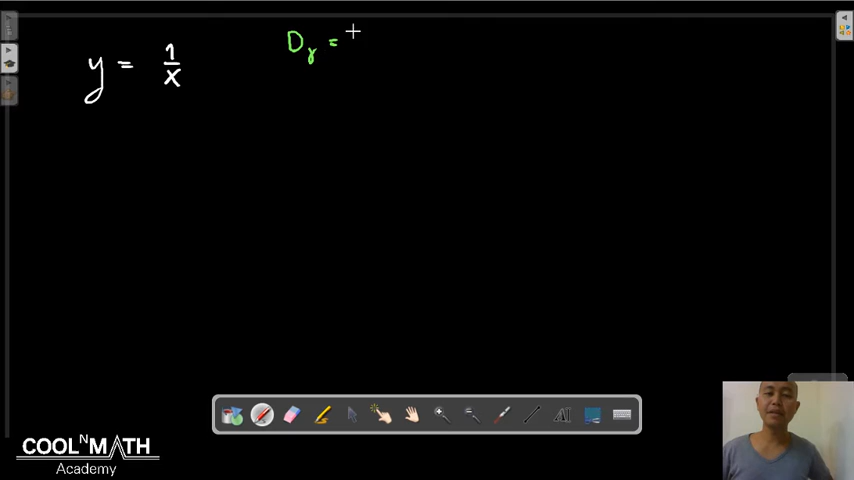 y = 1/x
D_y =
COOL N MATH
Academy